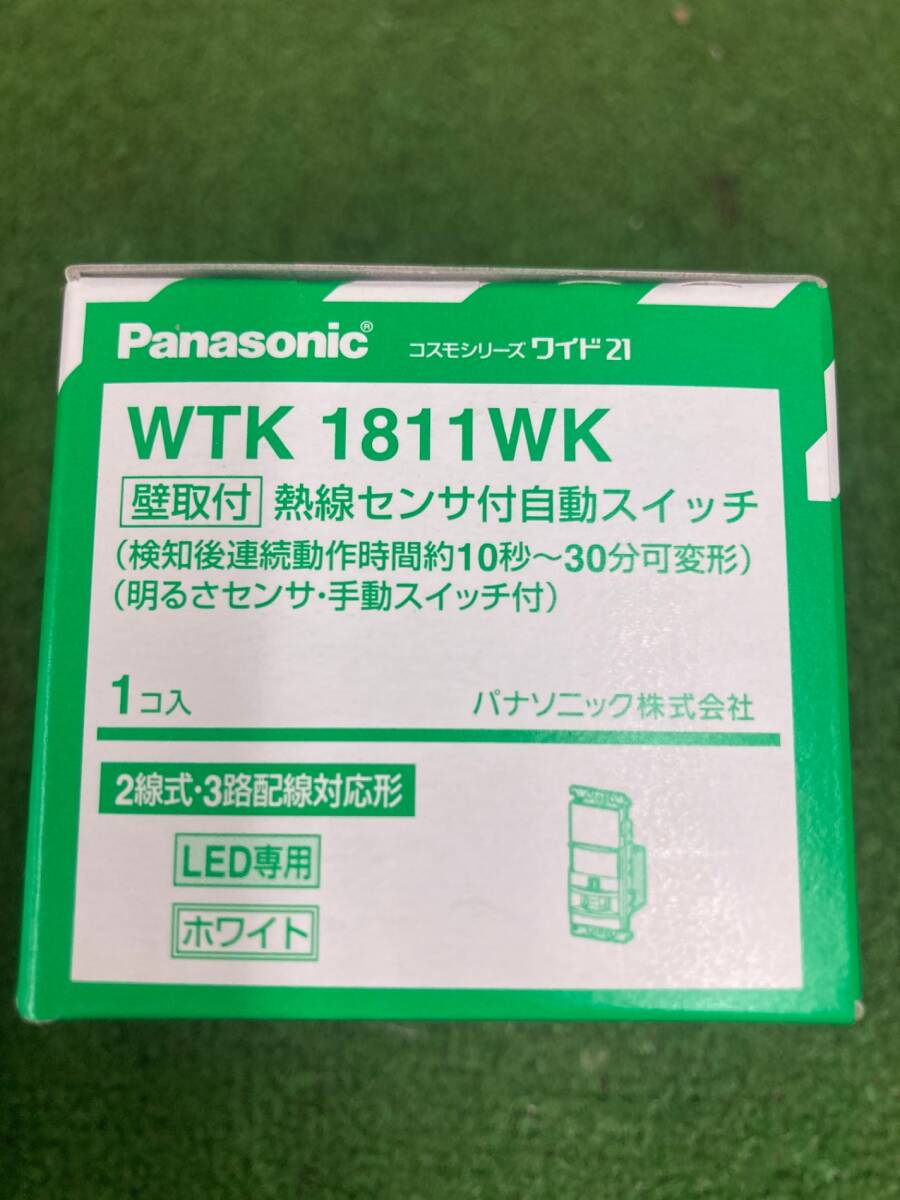 Panasonic® コスモシリーズ ワイド21
WTK 1811WK
壁取付 熱線センサ付自動スイッチ
(検知後連続動作時間約10秒～30分可変形)
(明るさセンサ・手動スイッチ付)
1コ入 パナソニック株式会社
2線式・3路配線対応形
LED専用
ホワイト